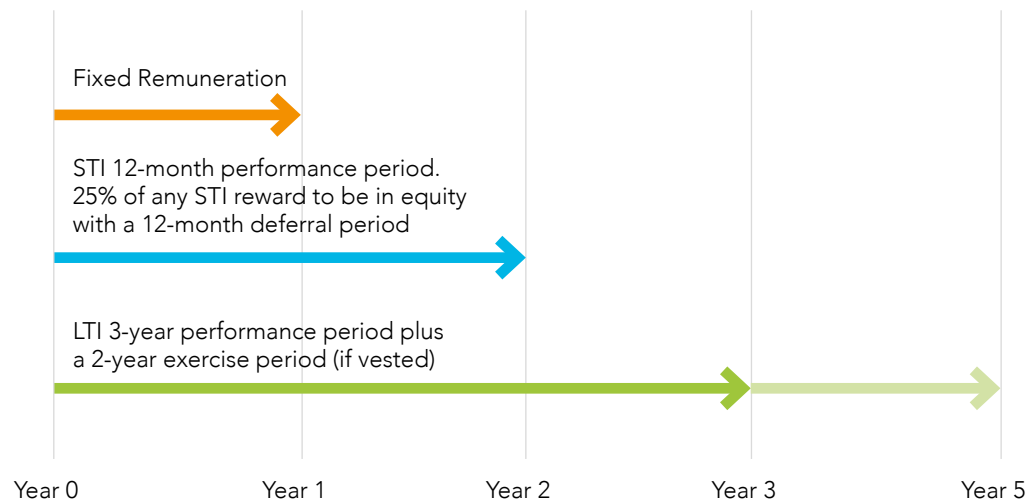 Fixed Remuneration
STI 12-month performance period.
25% of any STI reward to be in equity
with a 12-month deferral period
LTI 3-year performance period plus
a 2-year exercise period (if vested)
Year 0 Year 1 Year 2 Year 3 Year 5